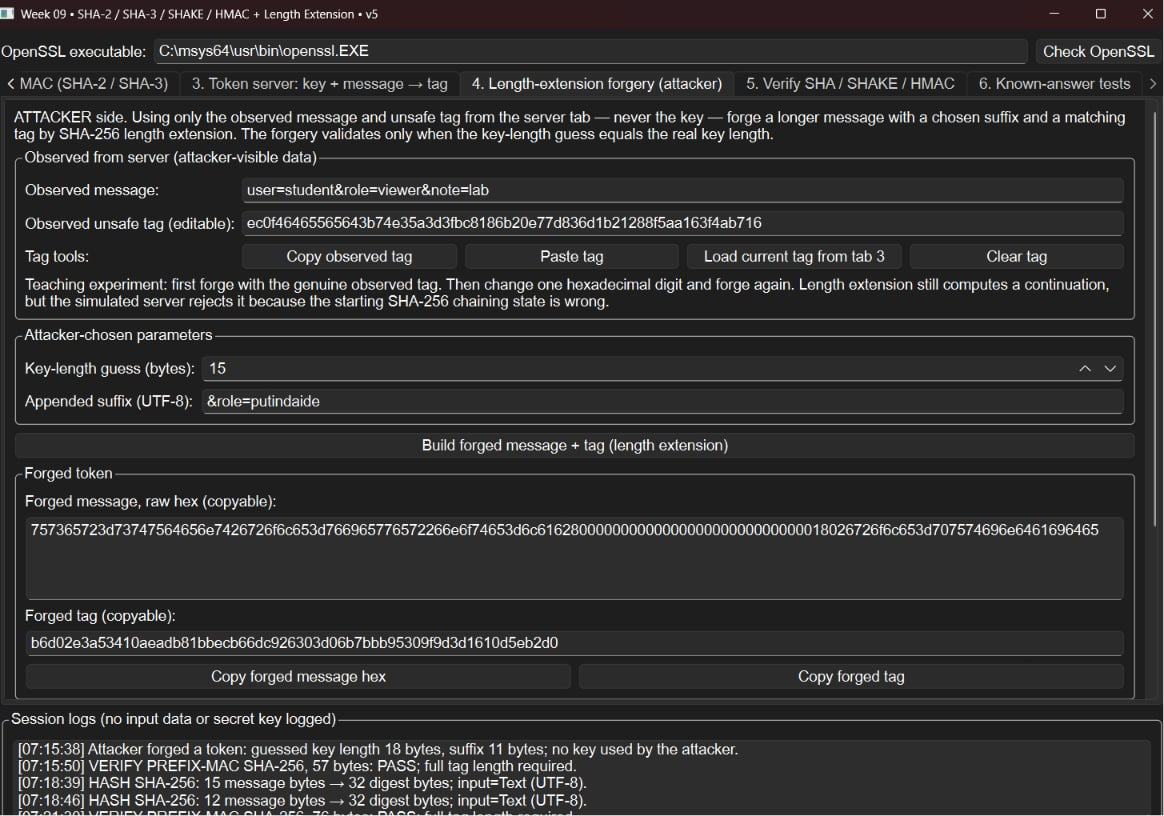 Week 09 • SHA-2 / SHA-3 / SHAKE / HMAC + Length Extension • v5
OpenSSL executable: C:\msys64\usr\bin\openssl.EXE Check OpenSSL
MAC (SHA-2 / SHA-3) 3. Token server: key + message → tag 4. Length-extension forgery (attacker) 5. Verify SHA / SHAKE / HMAC 6. Known-answer tests
ATTACKER side. Using only the observed message and unsafe tag from the server tab — never the key — forge a longer message with a chosen suffix and a matching
tag by SHA-256 length extension. The forgery validates only when the key-length guess equals the real key length.
Observed from server (attacker-visible data)
Observed message: user=student&role=viewer&note=lab
Observed unsafe tag (editable): ec0f46465565643b74e35a3d3fbc8186b20e77d836d1b21288f5aa163f4ab716
Tag tools: Copy observed tag Paste tag Load current tag from tab 3 Clear tag
Teaching experiment: first forge with the genuine observed tag. Then change one hexadecimal digit and forge again. Length extension still computes a continuation,
but the simulated server rejects it because the starting SHA-256 chaining state is wrong.
Attacker-chosen parameters
Key-length guess (bytes): 15
Appended suffix (UTF-8): &role=putindaide
Build forged message + tag (length extension)
Forged token
Forged message, raw hex (copyable):
Forged tag (copyable):
b6d02e3a53410aeadb81bbecb66dc926303d06b7bbb95309f9d3d1610d5eb2d0
Copy forged message hex Copy forged tag
Session logs (no input data or secret key logged)
[07:15:38] Attacker forged a token: guessed key length 18 bytes, suffix 11 bytes; no key used by the attacker.
[07:15:50] VERIFY PREFIX-MAC SHA-256, 57 bytes: PASS; full tag length required.
[07:18:39] HASH SHA-256: 15 message bytes → 32 digest bytes; input=Text (UTF-8).
[07:18:46] HASH SHA-256: 12 message bytes → 32 digest bytes; input=Text (UTF-8).